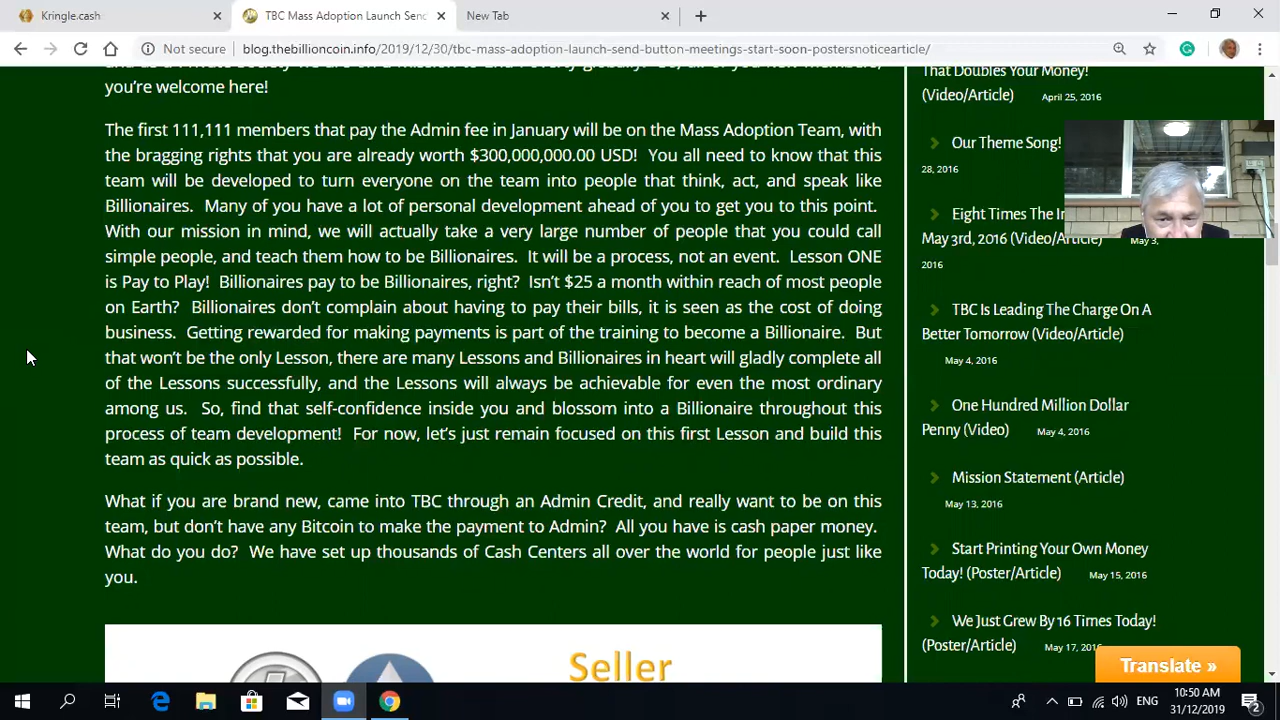 Kringle.cash
TBC Mass Adoption Launch Send
New Tab
Not secure
blog.thebillioncoin.info/2019/12/30/tbc-mass-adoption-launch-send-button-meetings-start-soon-postersnoticearticle/
you're welcome here!
The first 111,111 members that pay the Admin fee in January will be on the Mass Adoption Team, with
the bragging rights that you are already worth $300,000,000.00 USD! You all need to know that this
team will be developed to turn everyone on the team into people that think, act, and speak like
Billionaires. Many of you have a lot of personal development ahead of you to get you to this point.
With our mission in mind, we will actually take a very large number of people that you could call
simple people, and teach them how to be Billionaires. It will be a process, not an event. Lesson ONE
is Pay to Play! Billionaires pay to be Billionaires, right? Isn't $25 a month within reach of most people
on Earth? Billionaires don't complain about having to pay their bills, it is seen as the cost of doing
business. Getting rewarded for making payments is part of the training to become a Billionaire. But
that won't be the only Lesson, there are many Lessons and Billionaires in heart will gladly complete all
of the Lessons successfully, and the Lessons will always be achievable for even the most ordinary
among us. So, find that self-confidence inside you and blossom into a Billionaire throughout this
process of team development! For now, let's just remain focused on this first Lesson and build this
team as quick as possible.
What if you are brand new, came into TBC through an Admin Credit, and really want to be on this
team, but don't have any Bitcoin to make the payment to Admin? All you have is cash paper money.
What do you do? We have set up thousands of Cash Centers all over the world for people just like
you.
Seller
That Doubles Your Money!
(Video/Article) April 25, 2016
Our Theme Song!
28, 2016
Eight Times The In
May 3rd, 2016 (Video/Article) May 3,
2016
TBC Is Leading The Charge On A
Better Tomorrow (Video/Article)
May 4, 2016
One Hundred Million Dollar
Penny (Video) May 4, 2016
Mission Statement (Article)
May 13, 2016
Start Printing Your Own Money
Today! (Poster/Article) May 15, 2016
We Just Grew By 16 Times Today!
(Poster/Article) May 17, 2016
Translate »
ENG
10:50 AM
31/12/2019
2